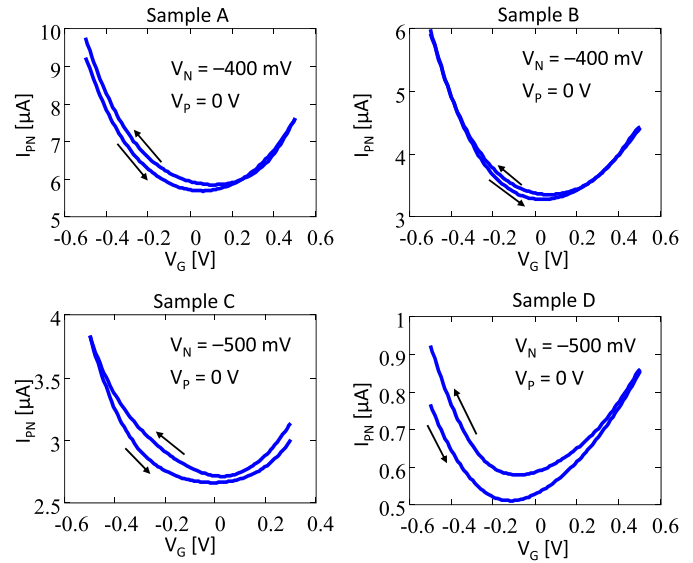 Sample A
10
9
8
7
6
5
I_PN [µA]
V_N = –400 mV
V_P = 0 V
-0.6 -0.4 -0.2 0 0.2 0.4 0.6
V_G [V]
Sample B
6
5
4
3
I_PN [µA]
V_N = –400 mV
V_P = 0 V
-0.6 -0.4 -0.2 0 0.2 0.4 0.6
V_G [V]
Sample C
4
3.5
3
2.5
I_PN [µA]
V_N = –500 mV
V_P = 0 V
-0.6 -0.4 -0.2 0 0.2 0.4
V_G [V]
Sample D
1
0.9
0.8
0.7
0.6
0.5
I_PN [µA]
V_N = –500 mV
V_P = 0 V
-0.6 -0.4 -0.2 0 0.2 0.4 0.6
V_G [V]